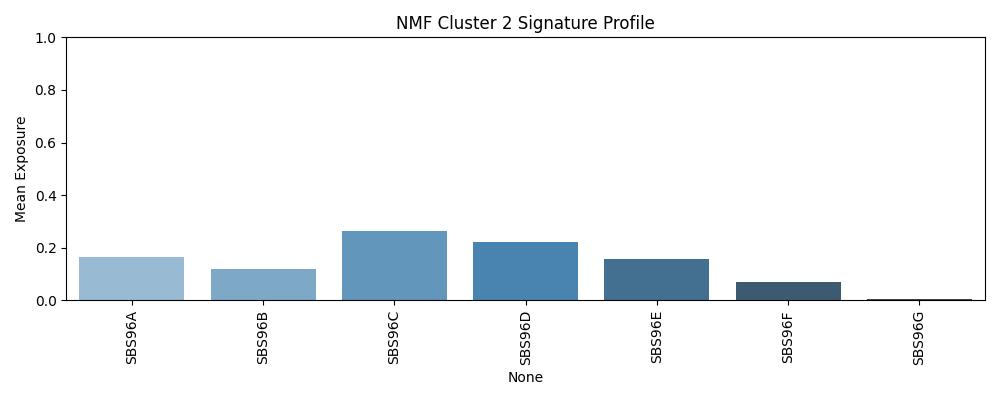 NMF Cluster 2 Signature Profile
Mean Exposure
1.0
0.8
0.6
0.4
0.2
0.0
SBS96A
SBS96B
SBS96C
SBS96D
SBS96E
SBS96F
SBS96G
None